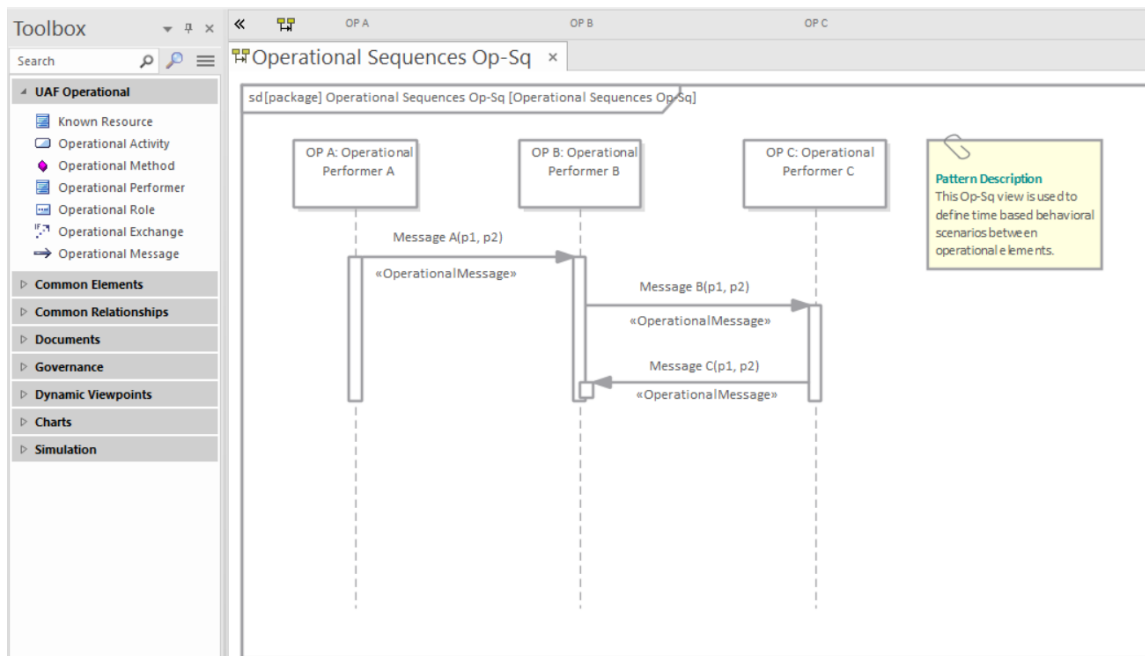 Toolbox
Search
UAF Operational
Known Resource
Operational Activity
Operational Method
Operational Performer
Operational Role
Operational Exchange
Operational Message
Common Elements
Common Relationships
Documents
Governance
Dynamic Viewpoints
Charts
Simulation
OP A
OP B
OP C
Operational Sequences Op-Sq
sd[package] Operational Sequences Op-Sq [Operational Sequences Op-Sq]
OP A: Operational
Performer A
OP B: Operational
Performer B
OP C: Operational
Performer C
Pattern Description
This Op-Sq view is used to
define time based behavioral
scenarios between
operational elements.
Message A(p1, p2)
«OperationalMessage»
Message B(p1, p2)
«OperationalMessage»
Message C(p1, p2)
«OperationalMessage»